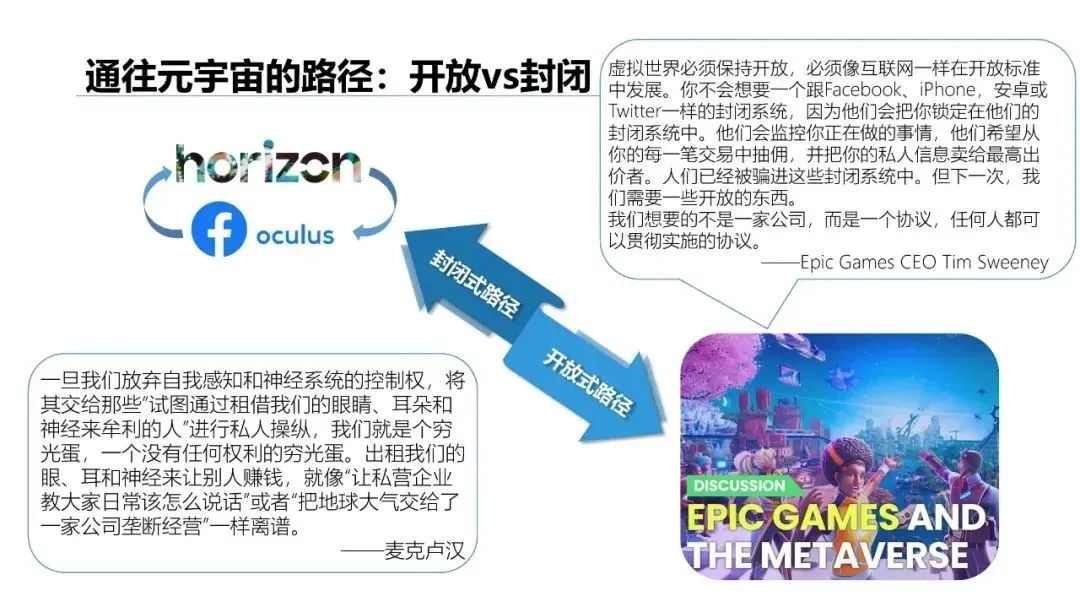 通往元宇宙的路径：开放vs封闭
horizon
oculus
封闭式路径
开放式路径
虚拟世界必须保持开放，必须像互联网一样在开放标准
中发展。你不会想要一个跟Facebook、iPhone，安卓或
Twitter一样的封闭系统，因为他们会把你锁定在他们的
封闭系统中。他们会监控你正在做的事情，他们希望从
你的每一笔交易中抽佣，并把你的私人信息卖给最高出
价者。人们已经被骗进这些封闭系统中。但下一次，我
们需要一些开放的东西。
我们想要的不是一家公司，而是一个协议，任何人都可
以贯彻实施的协议。
——Epic Games CEO Tim Sweeney
一旦我们放弃自我感知和神经系统的控制权，将
其交给那些“试图通过租借我们的眼睛、耳朵和
神经来牟利的人”进行私人操纵，我们就是个穷
光蛋，一个没有任何权利的穷光蛋。出租我们的
眼、耳和神经来让别人赚钱，就像“让私营企业
教大家日常该怎么说话”或者“把地球大气交给了
一家公司垄断经营”一样离谱。
——麦克卢汉
DISCUSSION
EPIC GAMES AND
THE METAVERSE